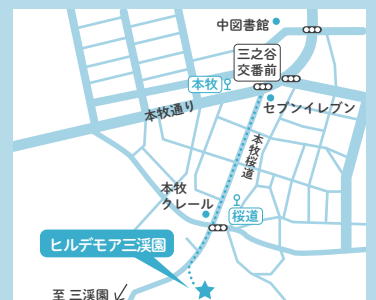 中図書館
三之谷
交番前
本牧
セブンイレブン
本牧通り
本牧桜道
本牧
クレール
桜道
ヒルデモア三渓園
至 三渓園